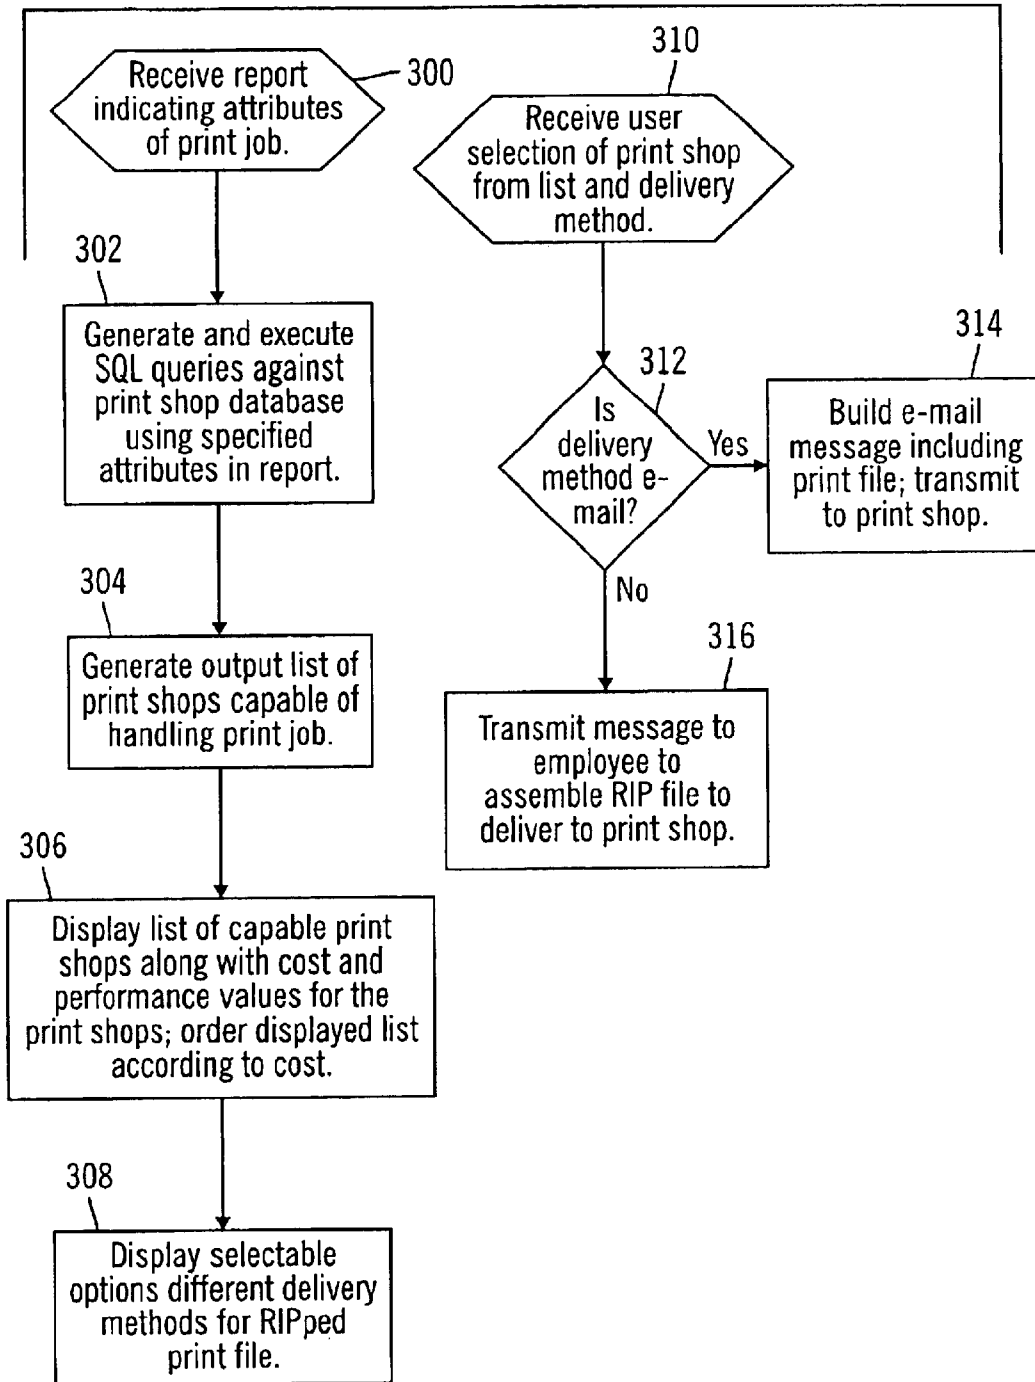 300
Receive report
indicating attributes
of print job.
302
Generate and execute
SQL queries against
print shop database
using specified
attributes in report.
304
Generate output list of
print shops capable of
handling print job.
306
Display list of capable print
shops along with cost and
performance values for the
print shops; order displayed list
according to cost.
308
Display selectable
options different delivery
methods for RIPped
print file.
310
Receive user
selection of print shop
from list and delivery
method.
312
Is
delivery
method e-
mail?
Yes
No
314
Build e-mail
message including
print file; transmit
to print shop.
316
Transmit message to
employee to
assemble RIP file to
deliver to print shop.